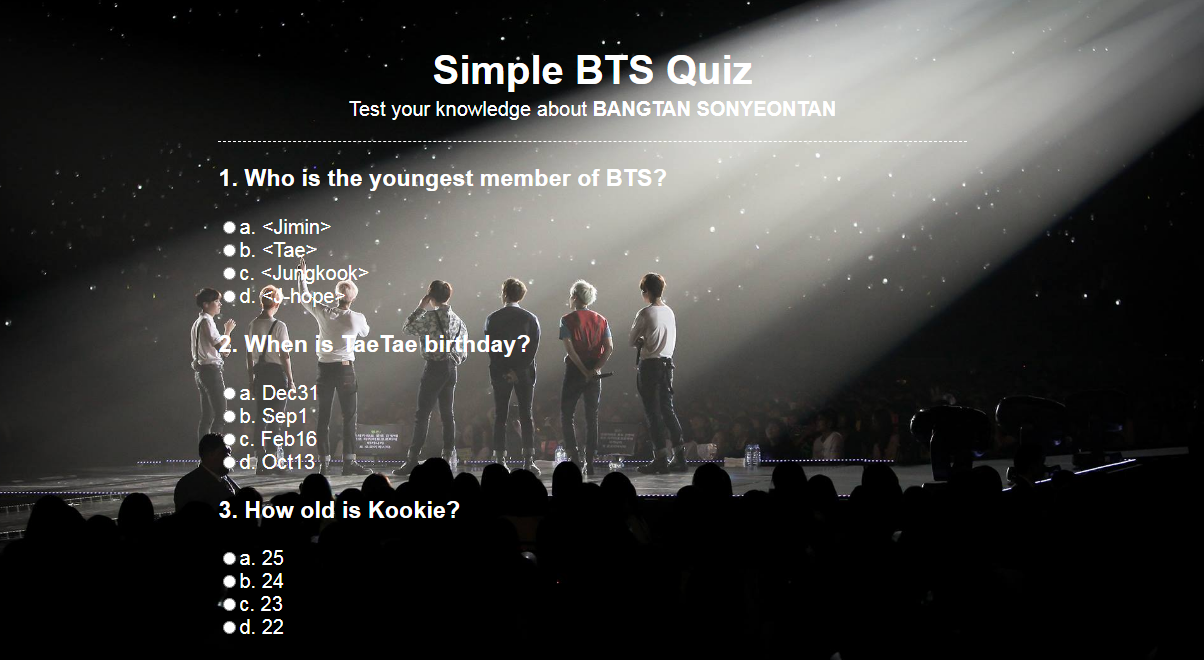 Simple BTS Quiz
Test your knowledge about BANGTAN SONYEONTAN
1. Who is the youngest member of BTS?
a. <Jimin>
b. <Tae>
c. <Jungkook>
d. <J-hope>
2. When is TaeTae birthday?
a. Dec31
b. Sep1
c. Feb16
d. Oct13
3. How old is Kookie?
a. 25
b. 24
c. 23
d. 22